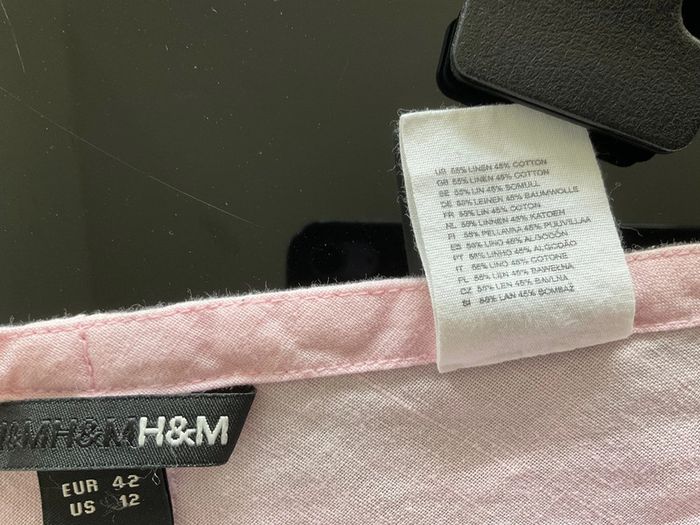 US 55% LINEN 45% COTTON
GB 55% LINEN 45% COTTON
SE 55% LIN 45% BOMULL
DE 55% LEINEN 45% BAUMWOLLE
FR 55% LIN 45% COTON
NL 55% LINNEN 45% KATOEN
FI 55% PELLAVAA 45% PUUVILLAA
ES 55% LINO 45% ALGODÓN
PT 55% LINHO 45% ALGODÃO
IT 55% LINO 45% COTONE
PL 55% LEN 45% BAWEŁNA
CZ 55% LEN 45% BAVLNA
SI 55% LAN 45% BOMBAŽ
H&MH&MH&M
EUR 42
US 12